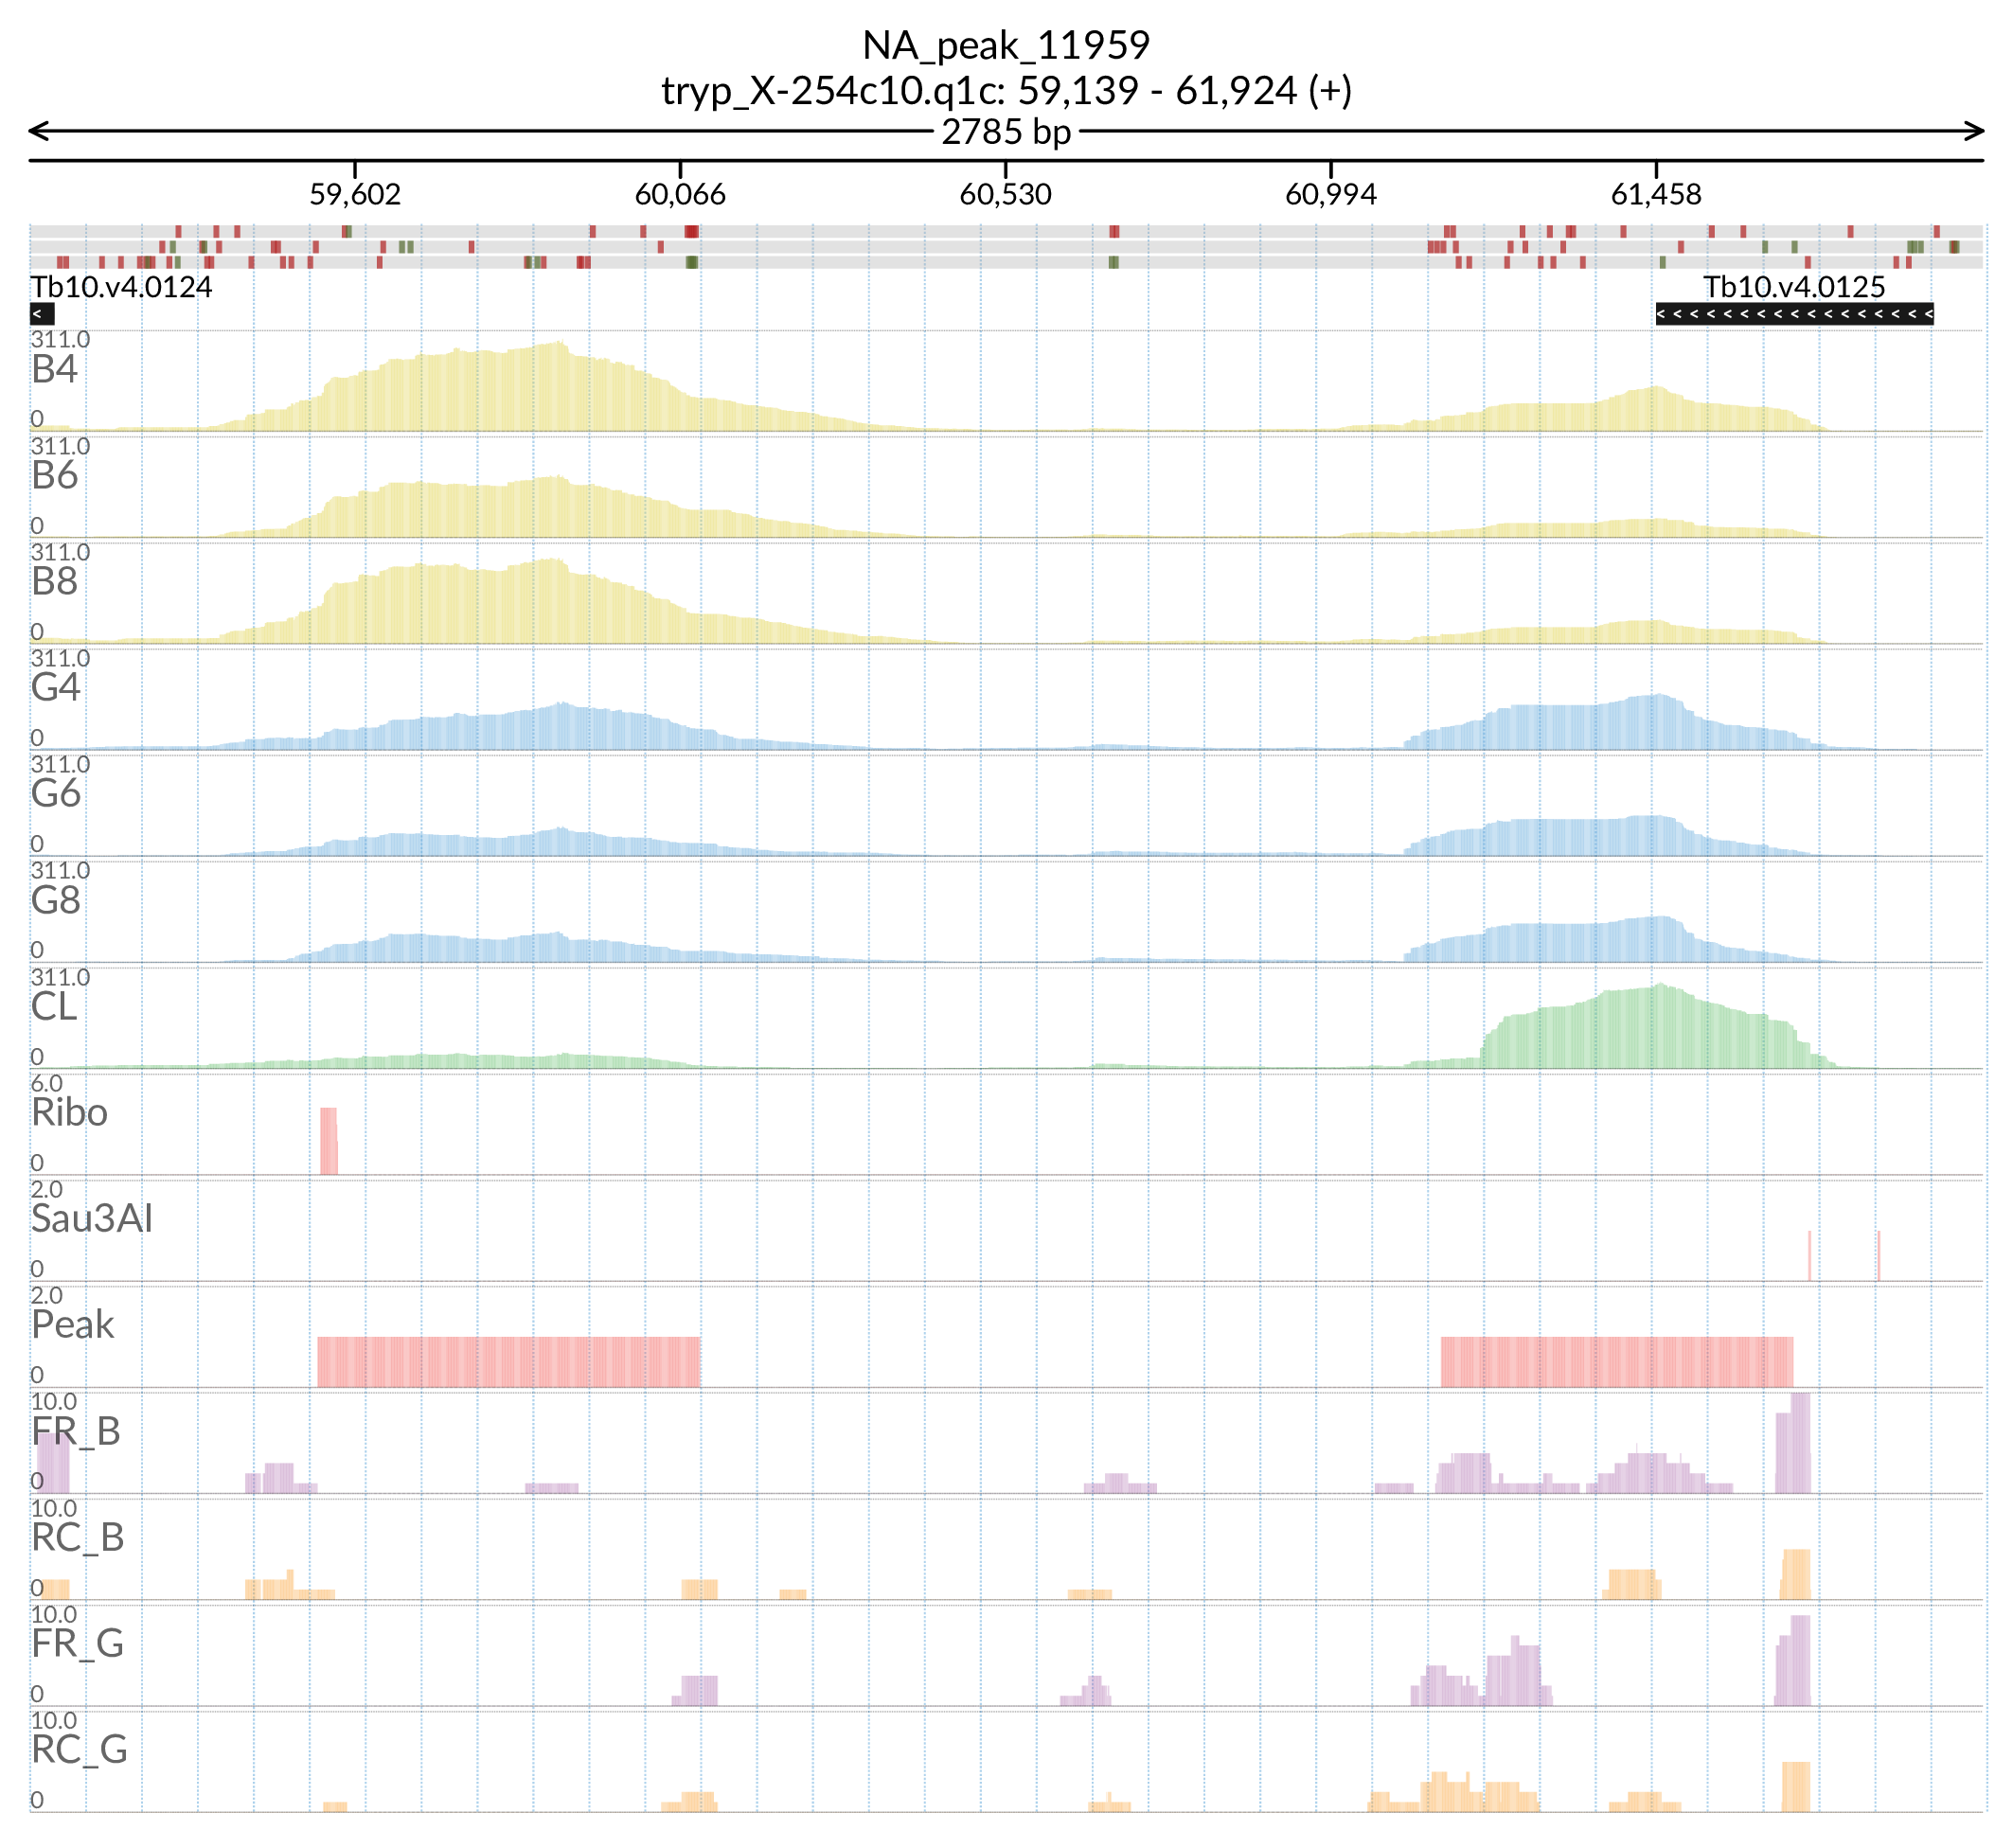 NA_peak_11959
tryp_X-254c10.q1c: 59,139 - 61,924 (+)
2785 bp
59,602 60,066 60,530 60,994 61,458
Tb10.v4.0124 Tb10.v4.0125
311.0
B4
0
311.0
B6
0
311.0
B8
0
311.0
G4
0
311.0
G6
0
311.0
G8
0
311.0
CL
0
6.0
Ribo
0
2.0
Sau3AI
0
2.0
Peak
0
10.0
FR_B
0
10.0
RC_B
0
10.0
FR_G
0
10.0
RC_G
0